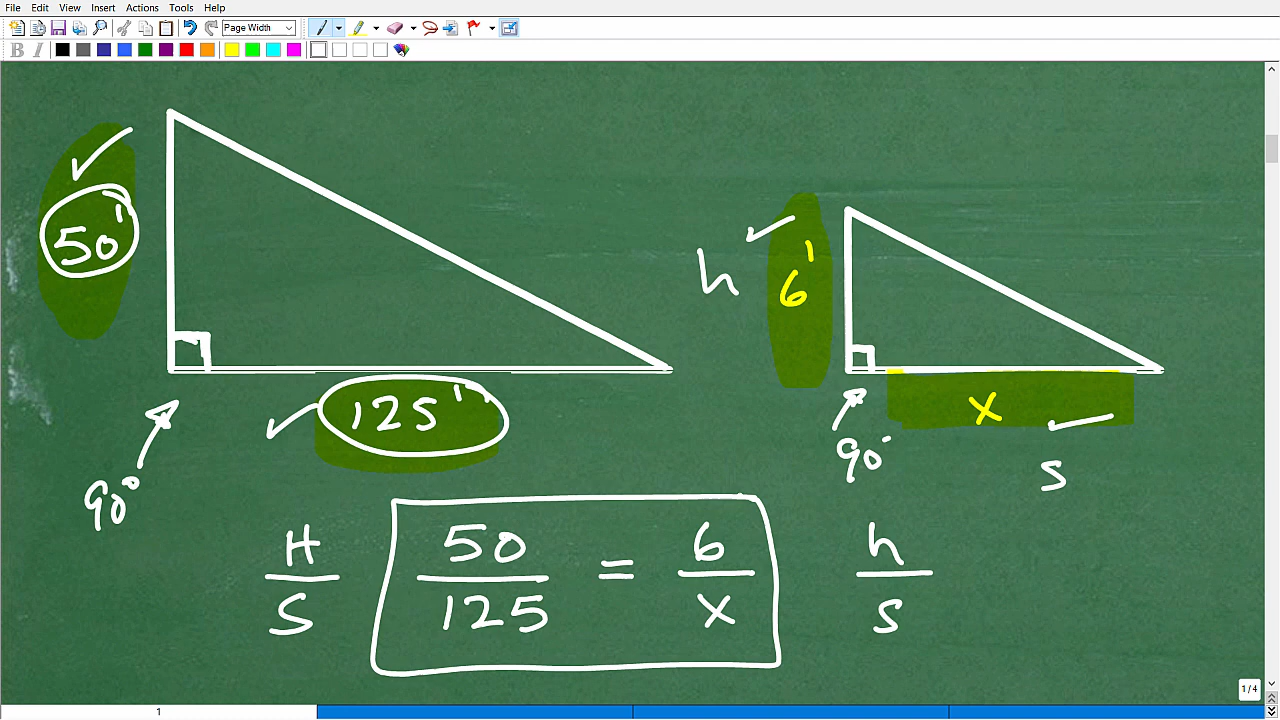 File Edit View Insert Actions Tools Help
Page Width
B I
50'
h 6'
125'
x
90°
90°
s
H/S 50/125 = 6/x h/s
1/4
1